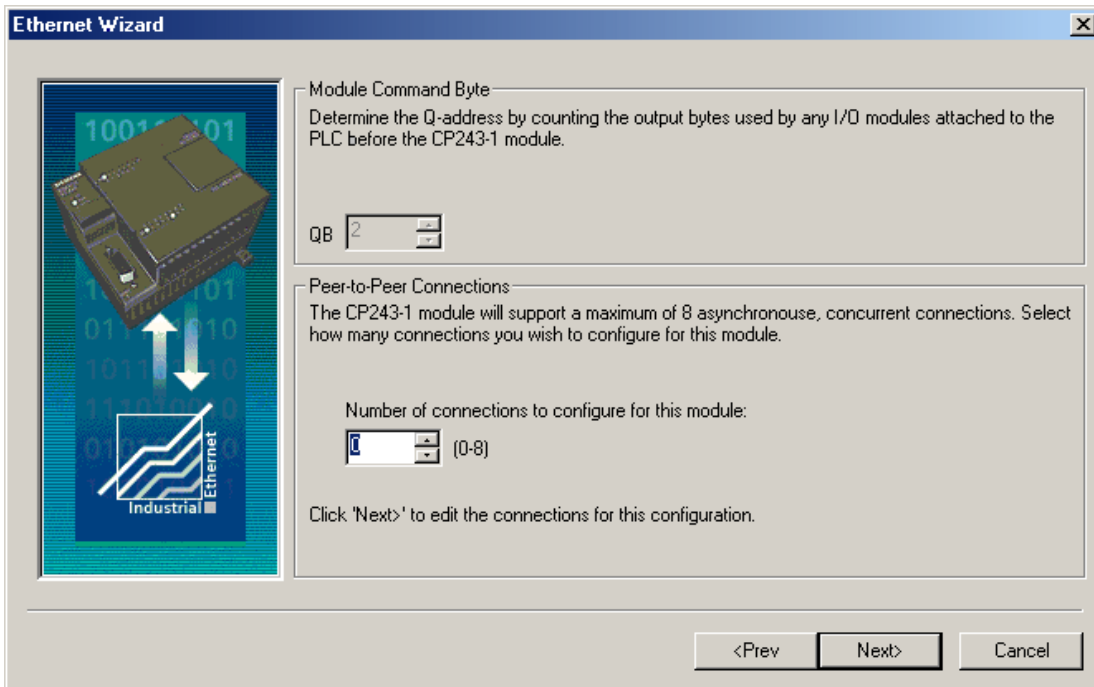 Ethernet Wizard
Module Command Byte
Determine the Q-address by counting the output bytes used by any I/O modules attached to the
PLC before the CP243-1 module.
QB 2
Peer-to-Peer Connections
The CP243-1 module will support a maximum of 8 asynchronouse, concurrent connections. Select
how many connections you wish to configure for this module.
Number of connections to configure for this module:
0 (0-8)
Click 'Next>' to edit the connections for this configuration.
Industrial
Ethernet
<Prev
Next>
Cancel